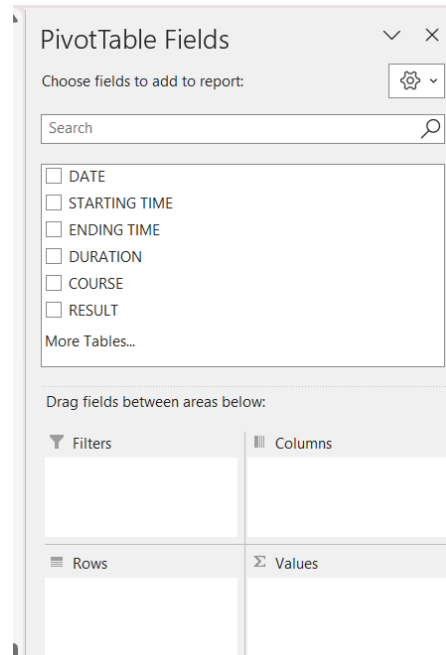 PivotTable Fields
Choose fields to add to report:
Search
DATE
STARTING TIME
ENDING TIME
DURATION
COURSE
RESULT
More Tables...
Drag fields between areas below:
Filters
Columns
Rows
Σ Values